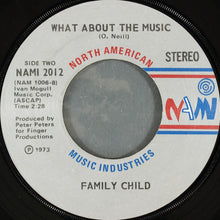 WHAT ABOUT THE MUSIC
(O. Neill)
SIDE TWO
NAMI 2012
(NAM 1006-B)
Ivan Mogull
Music Corp.
(ASCAP)
Time 2:28
Produced by
Peter Peters
for Finger
Productions
℗ 1973
NORTH AMERICAN
MUSIC INDUSTRIES
STEREO
NAMI
FAMILY CHILD